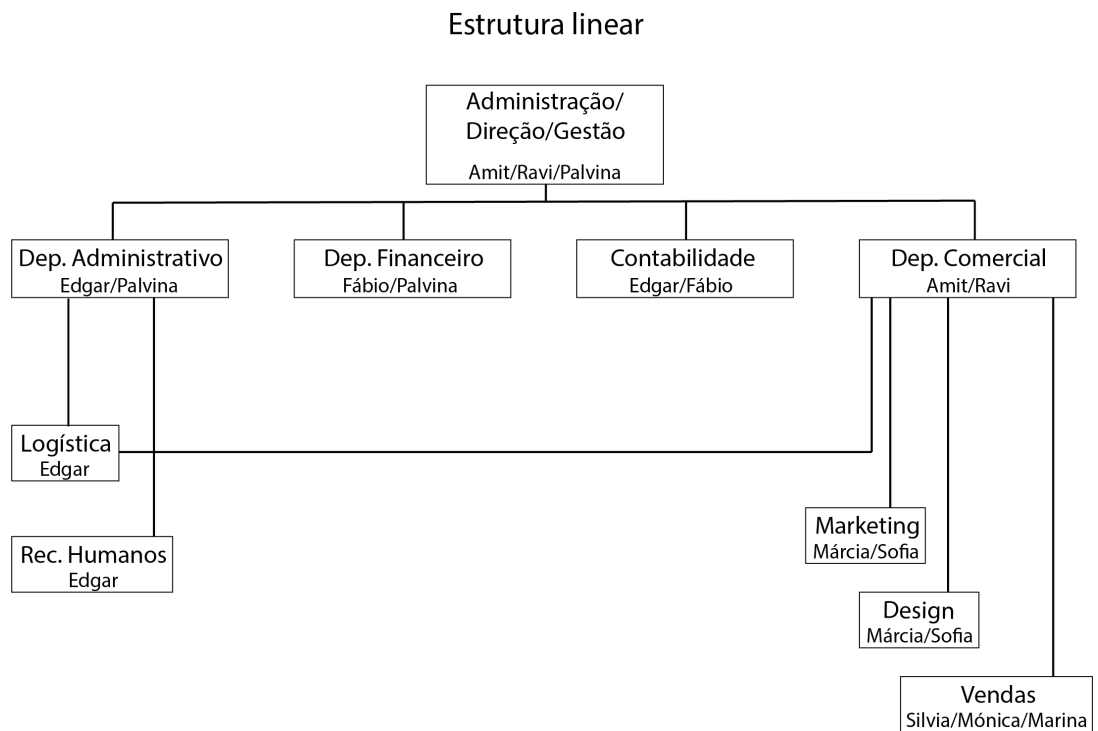 Estrutura linear
Administração/
Direção/Gestão
Amit/Ravi/Palvina
Dep. Administrativo
Edgar/Palvina
Dep. Financeiro
Fábio/Palvina
Contabilidade
Edgar/Fábio
Dep. Comercial
Amit/Ravi
Logística
Edgar
Rec. Humanos
Edgar
Marketing
Márcia/Sofia
Design
Márcia/Sofia
Vendas
Silvia/Mónica/Marina